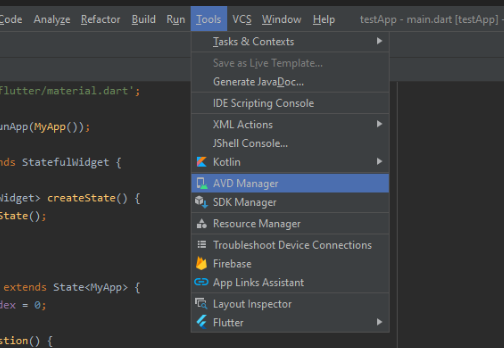 Code Analyze Refactor Build Run Tools VCS Window Help testApp - main.dart [testApp] -
Tasks & Contexts
Save as Live Template...
Generate JavaDoc...
flutter/material.dart';
IDE Scripting Console
unApp(MyApp());
XML Actions
JShell Console...
nds StatefulWidget {
Kotlin
AVD Manager
Widget> createState() {
SDK Manager
State();
Resource Manager
Troubleshoot Device Connections
Firebase
App Links Assistant
extends State<MyApp> {
dex = 0;
Layout Inspector
Flutter
stion() {